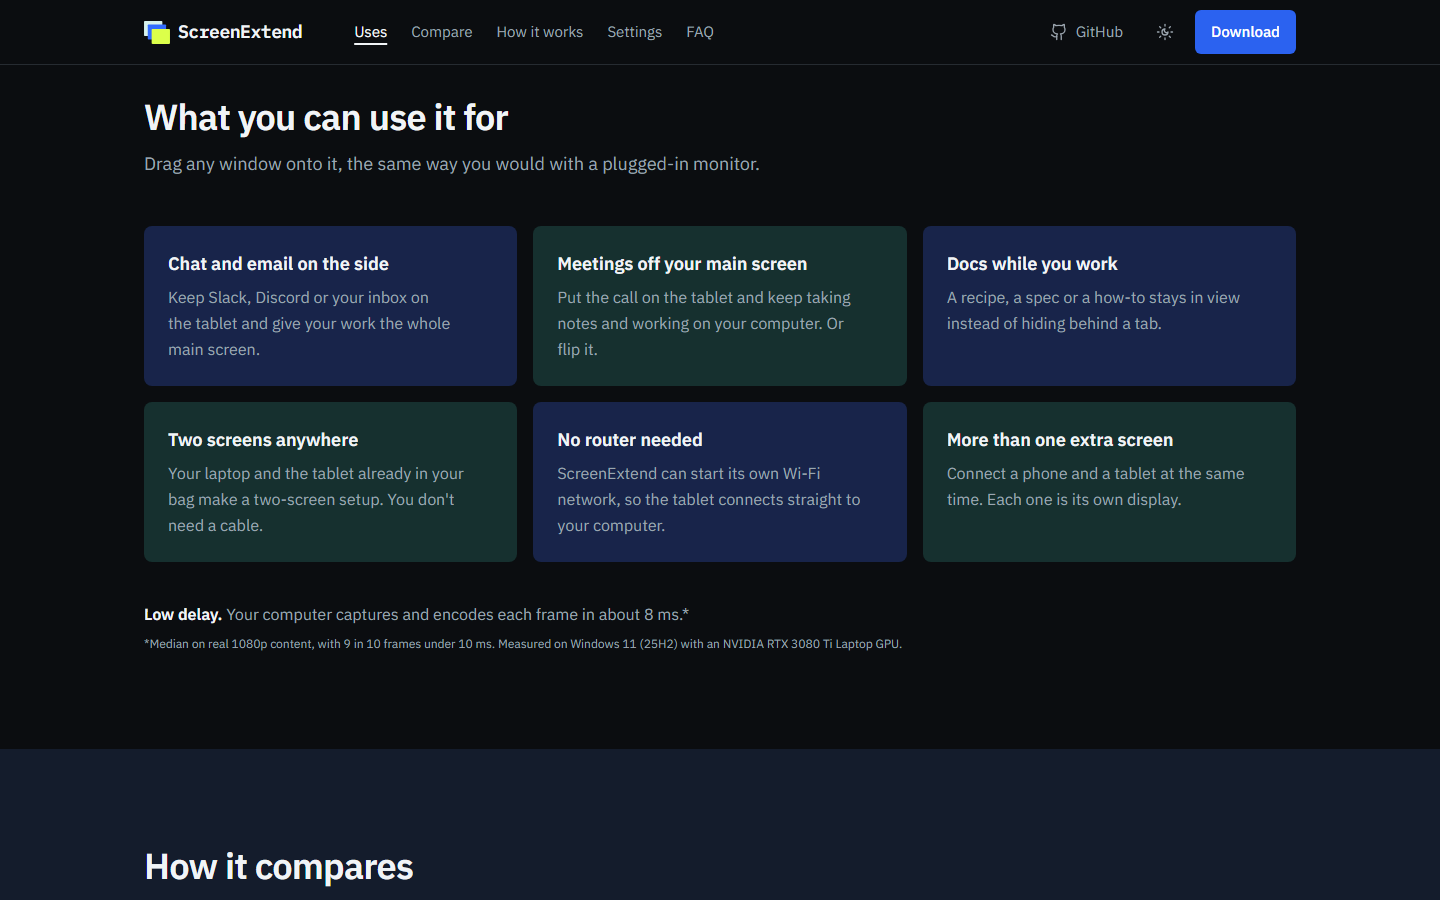 ScreenExtend
Uses
Compare
How it works
Settings
FAQ
GitHub
Download
What you can use it for
Drag any window onto it, the same way you would with a plugged-in monitor.
Chat and email on the side
Keep Slack, Discord or your inbox on
the tablet and give your work the whole
main screen.
Meetings off your main screen
Put the call on the tablet and keep taking
notes and working on your computer. Or
flip it.
Docs while you work
A recipe, a spec or a how-to stays in view
instead of hiding behind a tab.
Two screens anywhere
Your laptop and the tablet already in your
bag make a two-screen setup. You don't
need a cable.
No router needed
ScreenExtend can start its own Wi-Fi
network, so the tablet connects straight to
your computer.
More than one extra screen
Connect a phone and a tablet at the same
time. Each one is its own display.
Low delay. Your computer captures and encodes each frame in about 8 ms.*
*Median on real 1080p content, with 9 in 10 frames under 10 ms. Measured on Windows 11 (25H2) with an NVIDIA RTX 3080 Ti Laptop GPU.
How it compares